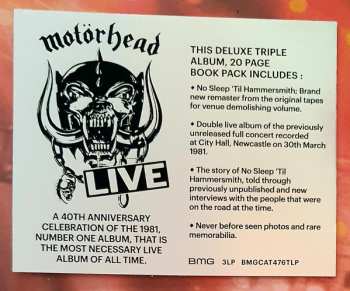 motörhead
LIVE
A 40TH ANNIVERSARY
CELEBRATION OF THE 1981,
NUMBER ONE ALBUM, THAT IS
THE MOST NECESSARY LIVE
ALBUM OF ALL TIME.
THIS DELUXE TRIPLE
ALBUM, 20 PAGE
BOOK PACK INCLUDES :
• No Sleep 'Til Hammersmith: Brand
new remaster from the original tapes
for venue demolishing volume.
• Double live album of the previously
unreleased full concert recorded
at City Hall, Newcastle on 30th March
1981.
• The story of No Sleep 'Til
Hammersmith, told through
previously unpublished and new
interviews with the people that were
on the road at the time.
• Never before seen photos and rare
memorabilia.
BMG 3LP BMGCAT476TLP